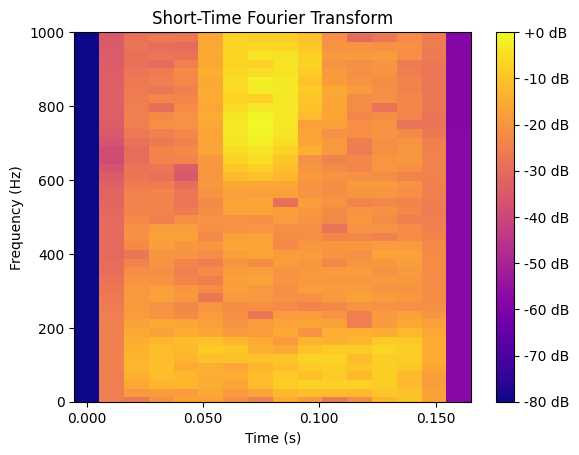 Short-Time Fourier Transform
1000
800
600
400
200
0
Frequency (Hz)
0.000
0.050
0.100
0.150
Time (s)
+0 dB
-10 dB
-20 dB
-30 dB
-40 dB
-50 dB
-60 dB
-70 dB
-80 dB